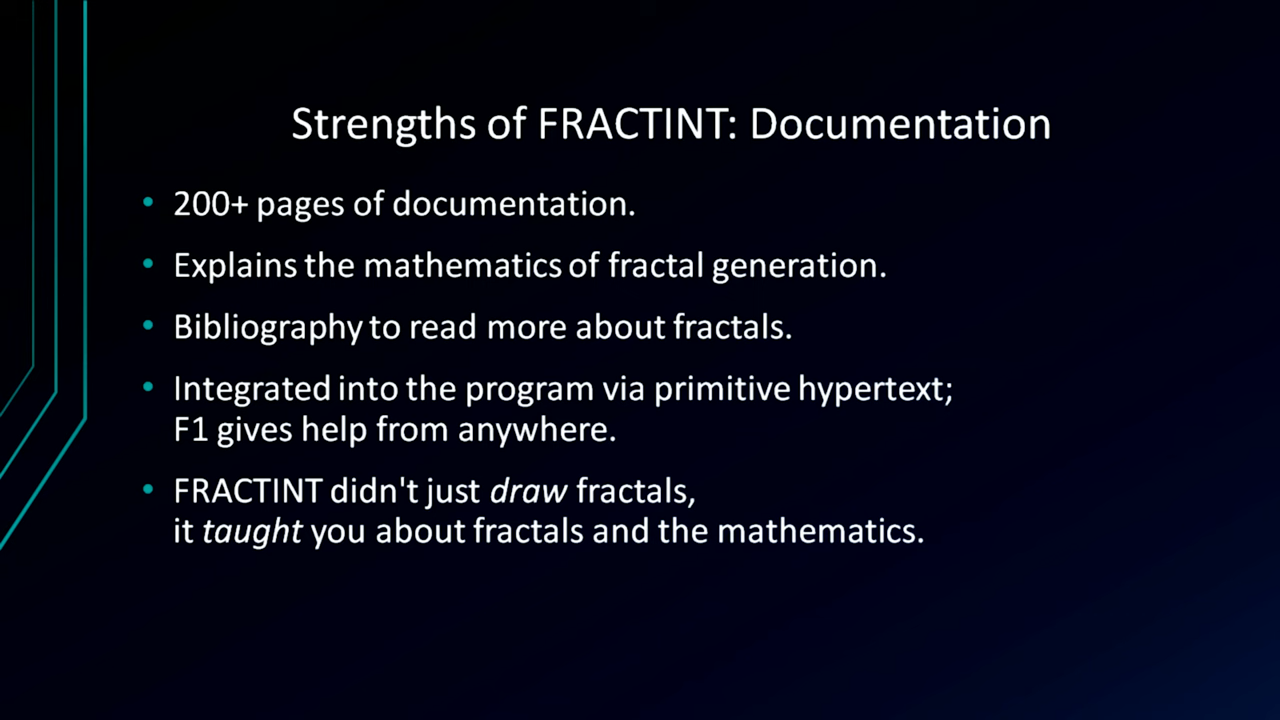 Strengths of FRACTINT: Documentation
• 200+ pages of documentation.
• Explains the mathematics of fractal generation.
• Bibliography to read more about fractals.
• Integrated into the program via primitive hypertext;
F1 gives help from anywhere.
• FRACTINT didn't just draw fractals,
it taught you about fractals and the mathematics.